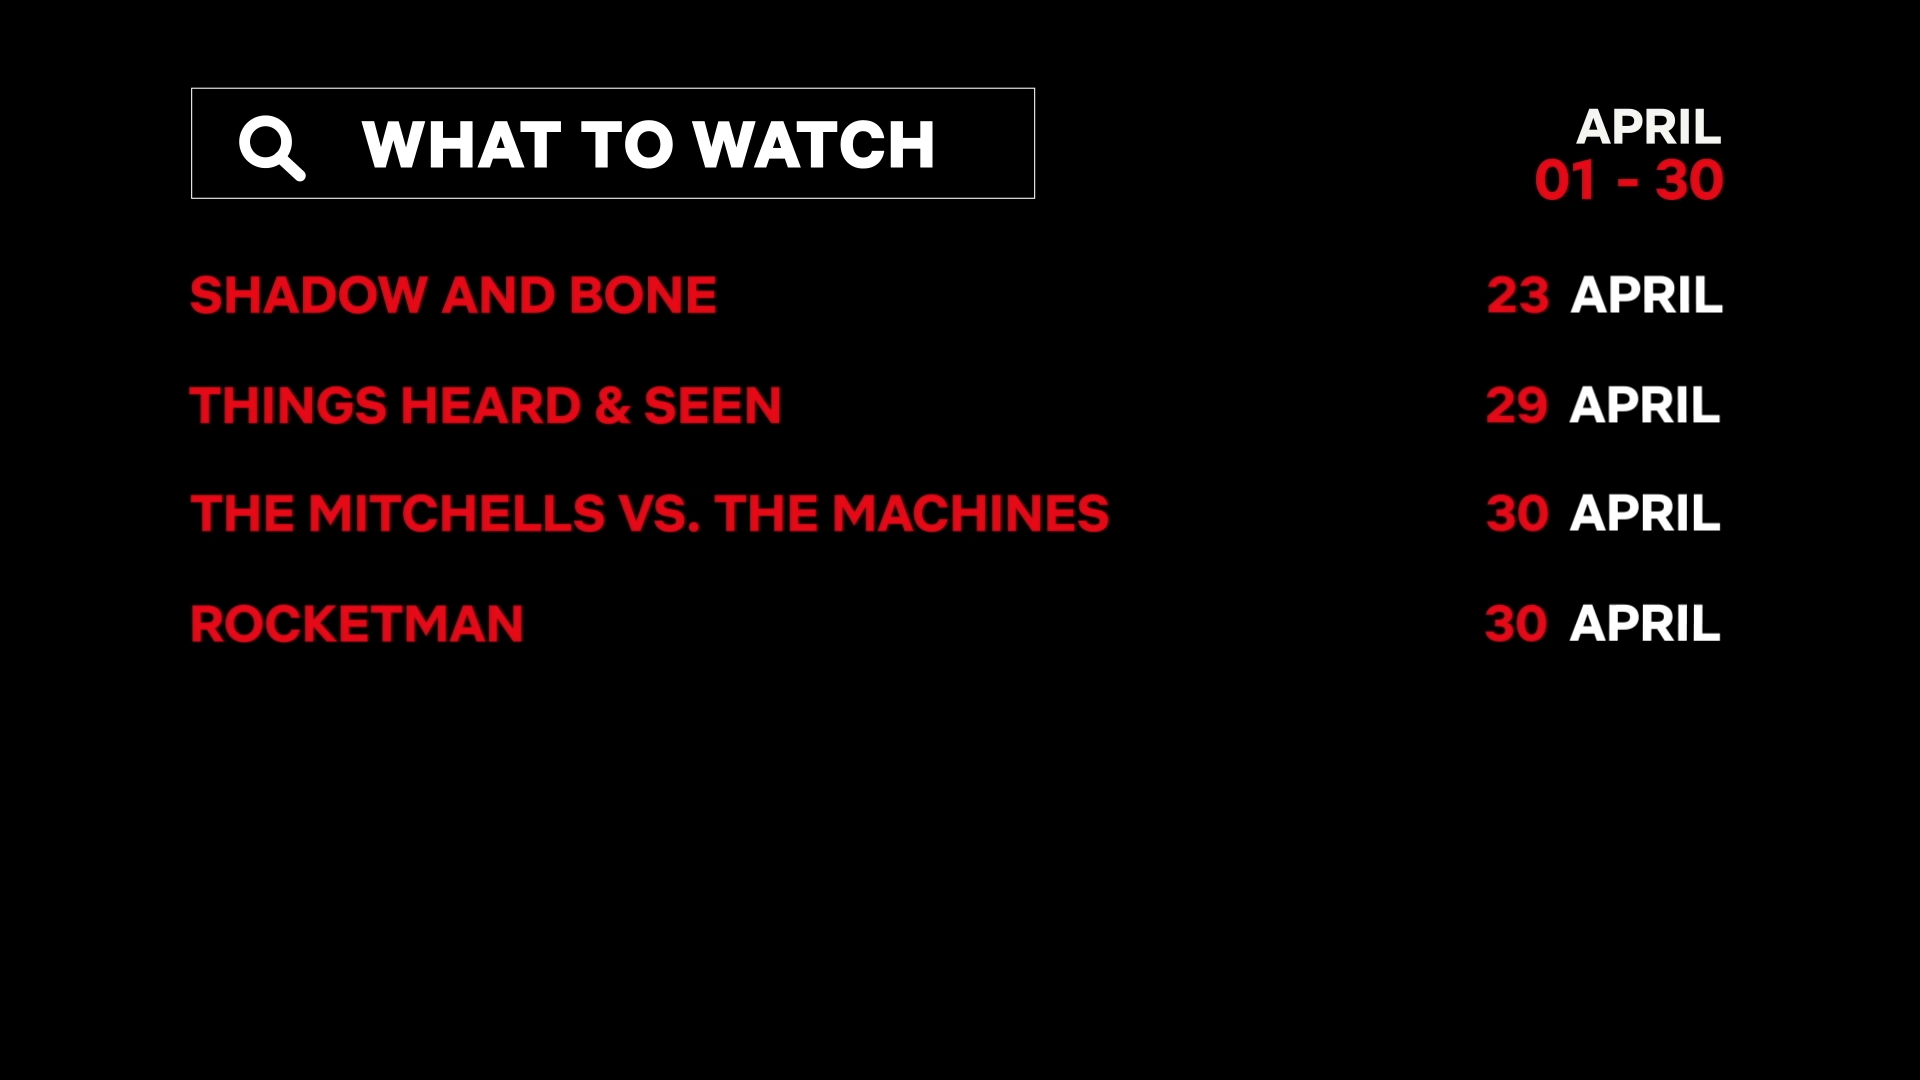 WHAT TO WATCH
APRIL
01 - 30
SHADOW AND BONE 23 APRIL
THINGS HEARD & SEEN 29 APRIL
THE MITCHELLS VS. THE MACHINES 30 APRIL
ROCKETMAN 30 APRIL